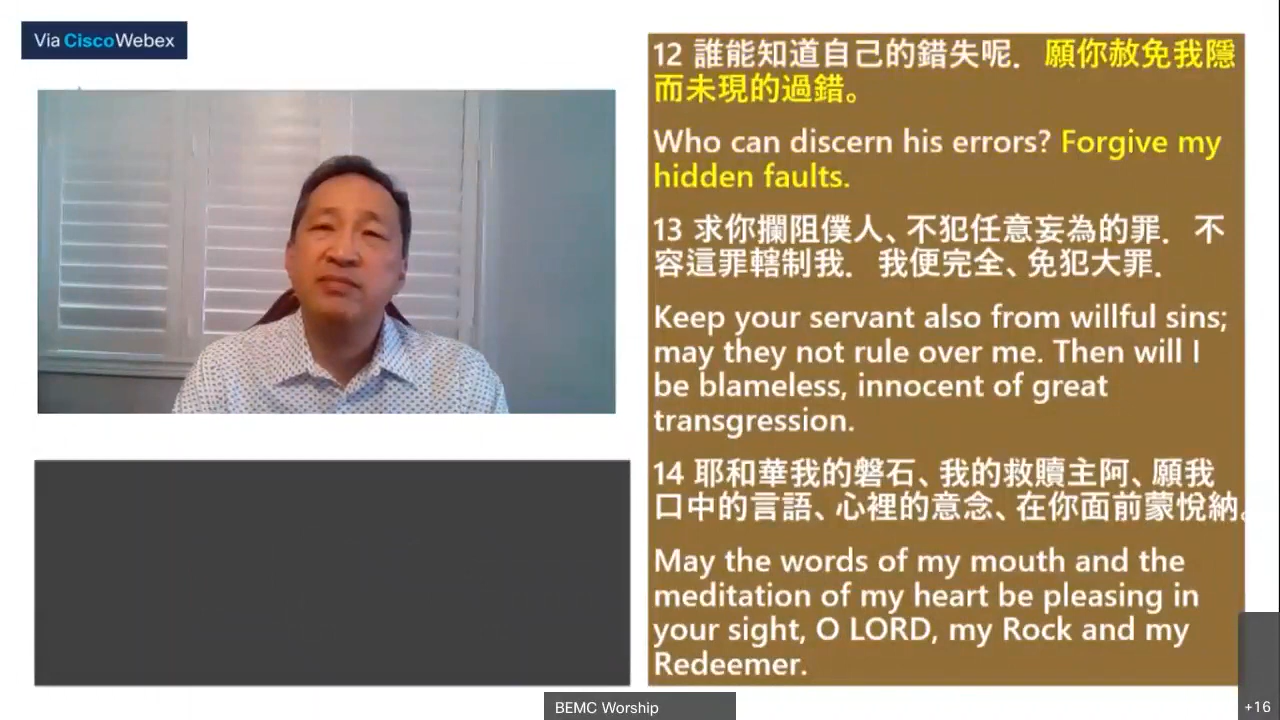 Via CiscoWebex
12 誰能知道自己的錯失呢．願你赦免我隱
而未現的過錯。
Who can discern his errors? Forgive my
hidden faults.
13 求你攔阻僕人、不犯任意妄為的罪．不
容這罪轄制我．我便完全、免犯大罪．
Keep your servant also from willful sins;
may they not rule over me. Then will I
be blameless, innocent of great
transgression.
14 耶和華我的磐石、我的救贖主阿、願我
口中的言語、心裡的意念、在你面前蒙悅納。
May the words of my mouth and the
meditation of my heart be pleasing in
your sight, O LORD, my Rock and my
Redeemer.
BEMC Worship
+16